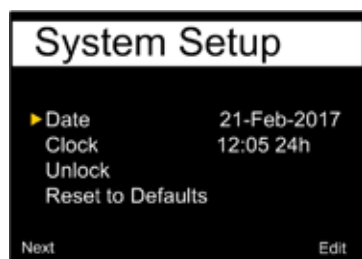 System Setup
Date 21-Feb-2017
Clock 12:05 24h
Unlock
Reset to Defaults
Next Edit